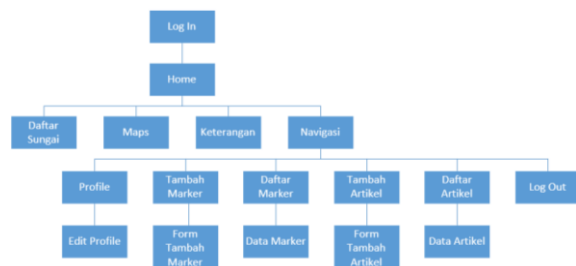 Log In
Home
Daftar
Sungai
Maps
Keterangan
Navigasi
Profile
Tambah
Marker
Daftar
Marker
Tambah
Artikel
Daftar
Artikel
Log Out
Edit Profile
Form
Tambah
Marker
Data Marker
Form
Tambah
Artikel
Data Artikel